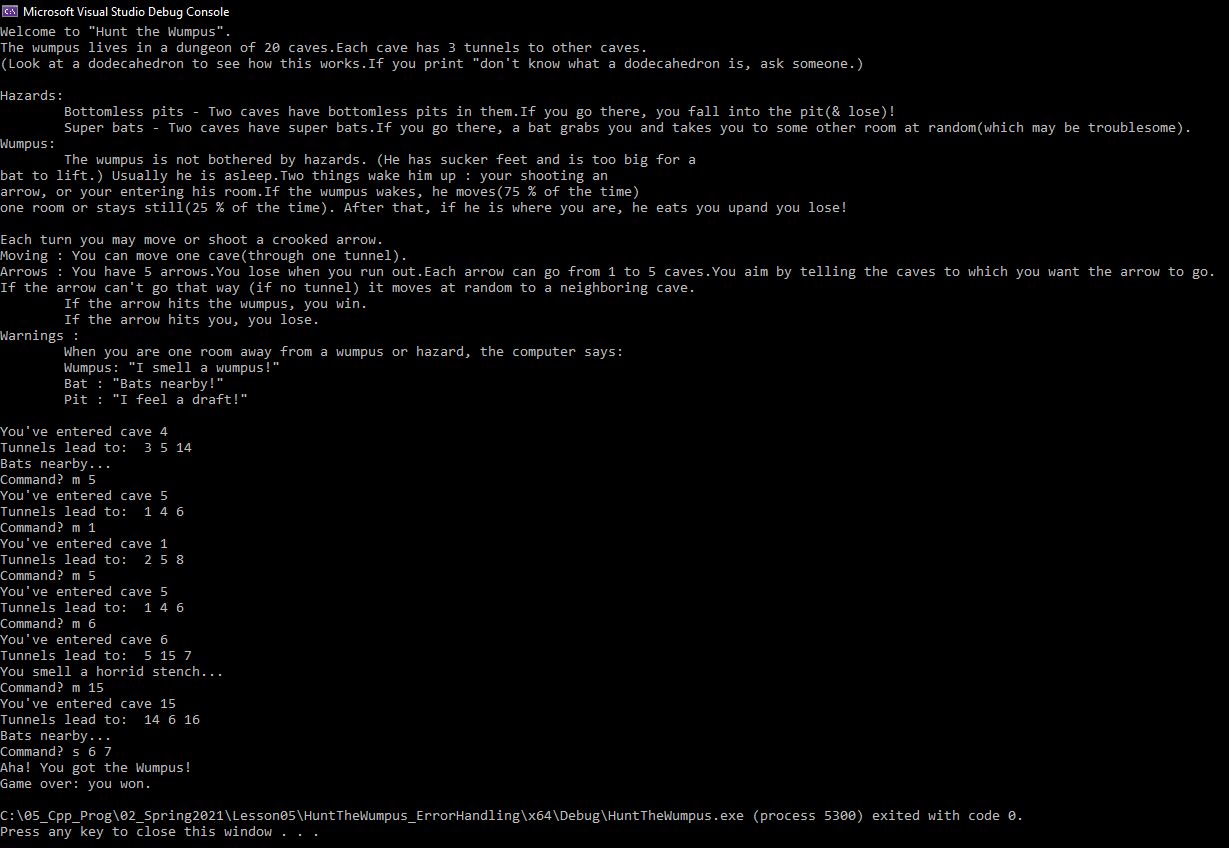 Microsoft Visual Studio Debug Console
Welcome to "Hunt the Wumpus".
The wumpus lives in a dungeon of 20 caves.Each cave has 3 tunnels to other caves.
(Look at a dodecahedron to see how this works.If you print "don't know what a dodecahedron is, ask someone.)

Hazards:
        Bottomless pits - Two caves have bottomless pits in them.If you go there, you fall into the pit(& lose)!
        Super bats - Two caves have super bats.If you go there, a bat grabs you and takes you to some other room at random(which may be troublesome).
Wumpus:
        The wumpus is not bothered by hazards. (He has sucker feet and is too big for a
bat to lift.) Usually he is asleep.Two things wake him up : your shooting an
arrow, or your entering his room.If the wumpus wakes, he moves(75 % of the time)
one room or stays still(25 % of the time). After that, if he is where you are, he eats you upand you lose!

Each turn you may move or shoot a crooked arrow.
Moving : You can move one cave(through one tunnel).
Arrows : You have 5 arrows.You lose when you run out.Each arrow can go from 1 to 5 caves.You aim by telling the caves to which you want the arrow to go.
If the arrow can't go that way (if no tunnel) it moves at random to a neighboring cave.
        If the arrow hits the wumpus, you win.
        If the arrow hits you, you lose.
Warnings :
        When you are one room away from a wumpus or hazard, the computer says:
        Wumpus: "I smell a wumpus!"
        Bat : "Bats nearby!"
        Pit : "I feel a draft!"

You've entered cave 4
Tunnels lead to:  3 5 14
Bats nearby...
Command? m 5
You've entered cave 5
Tunnels lead to:  1 4 6
Command? m 1
You've entered cave 1
Tunnels lead to:  2 5 8
Command? m 5
You've entered cave 5
Tunnels lead to:  1 4 6
Command? m 6
You've entered cave 6
Tunnels lead to:  5 15 7
You smell a horrid stench...
Command? m 15
You've entered cave 15
Tunnels lead to:  14 6 16
Bats nearby...
Command? s 6 7
Aha! You got the Wumpus!
Game over: you won.

C:\05_Cpp_Prog\02_Spring2021\Lesson05\HuntTheWumpus_ErrorHandling\x64\Debug\HuntTheWumpus.exe (process 5300) exited with code 0.
Press any key to close this window . . .